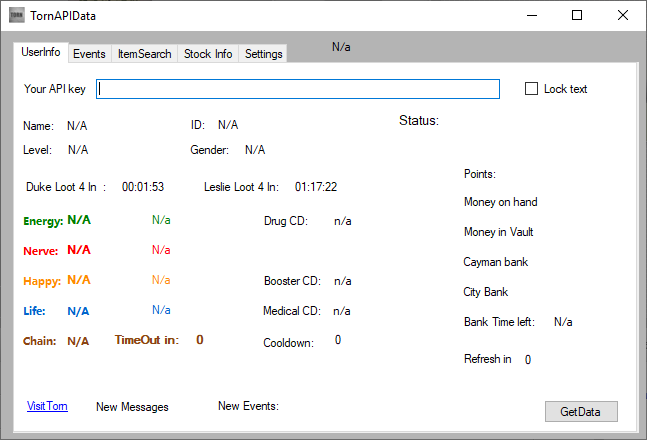 TORN TornAPIData
N/a
UserInfo Events ItemSearch Stock Info Settings
Your API key Lock text
Name: N/A ID: N/A Status:
Level: N/A Gender: N/A
Points:
Duke Loot 4 In : 00:01:53 Leslie Loot 4 In: 01:17:22
Money on hand
Energy: N/A N/a Drug CD: n/a
Money in Vault
Nerve: N/A N/a
Cayman bank
Happy: N/A N/a Booster CD: n/a
City Bank
Life: N/A N/a Medical CD: n/a
Bank Time left: N/a
Chain: N/A TimeOut in: 0 Cooldown: 0
Refresh in 0
VisitTorn New Messages New Events:
GetData